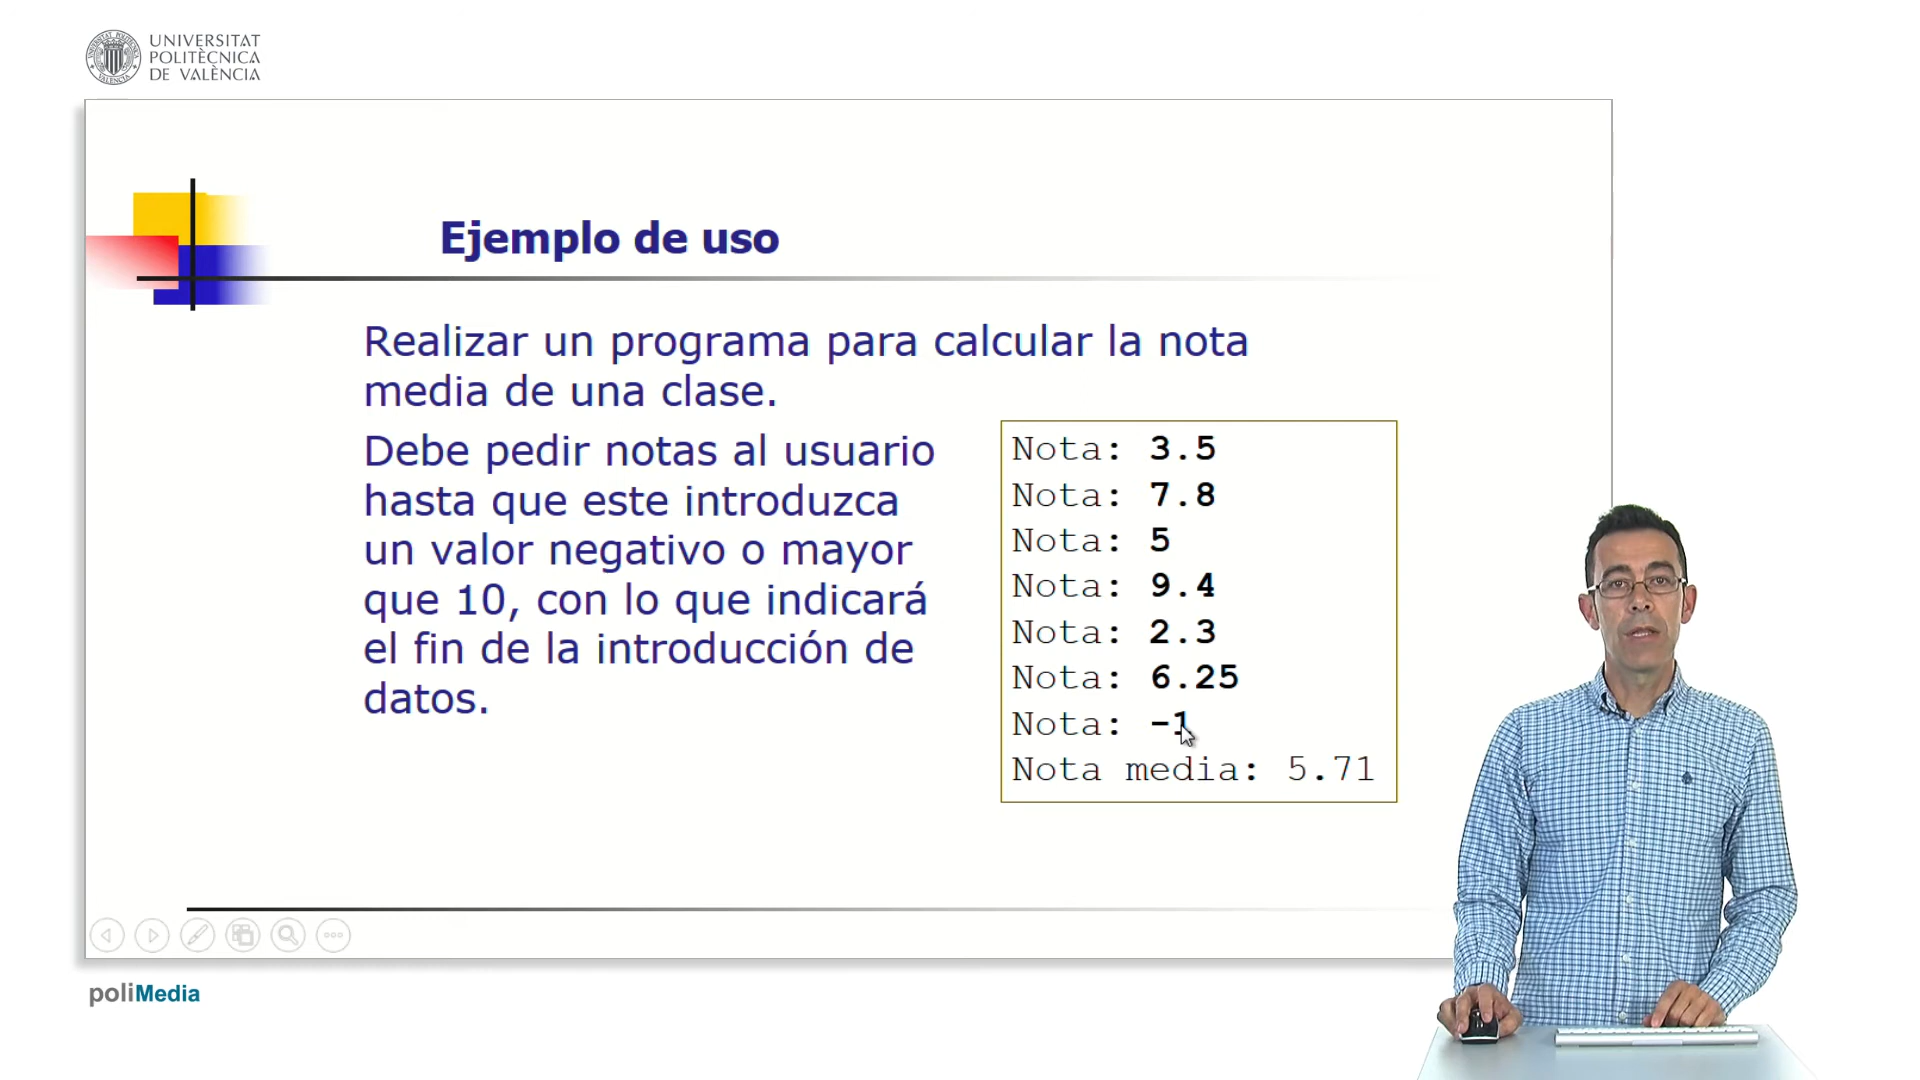 UNIVERSITAT
POLITÈCNICA
DE VALÈNCIA
Ejemplo de uso
Realizar un programa para calcular la nota
media de una clase.
Debe pedir notas al usuario
hasta que este introduzca
un valor negativo o mayor
que 10, con lo que indicará
el fin de la introducción de
datos.
Nota: 3.5
Nota: 7.8
Nota: 5
Nota: 9.4
Nota: 2.3
Nota: 6.25
Nota: -1
Nota media: 5.71
poliMedia